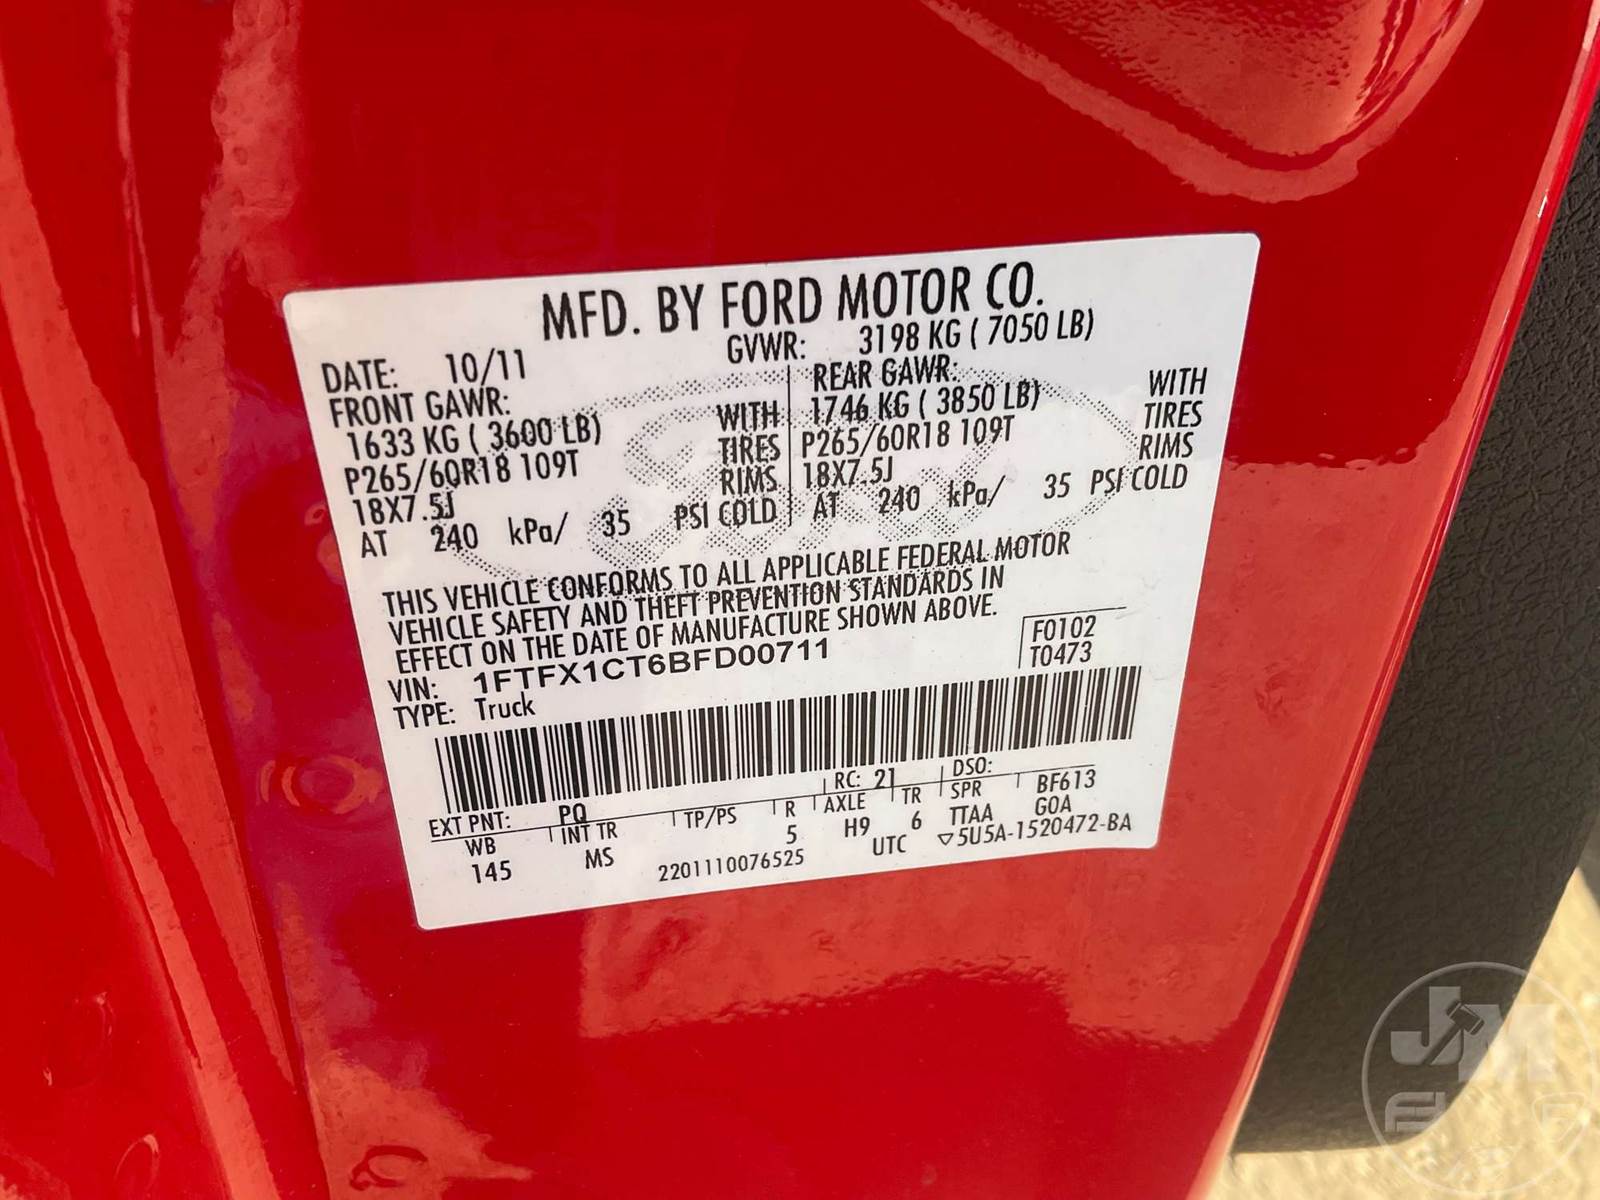 MFD. BY FORD MOTOR CO.
DATE: 10/11 GVWR: 3198 KG ( 7050 LB)
FRONT GAWR: REAR GAWR:
1633 KG ( 3600 LB) WITH 1746 KG ( 3850 LB) WITH
P265/60R18 109T TIRES P265/60R18 109T TIRES
18X7.5J RIMS 18X7.5J RIMS
AT 240 kPa/ 35 PSI COLD AT 240 kPa/ 35 PSI COLD
THIS VEHICLE CONFORMS TO ALL APPLICABLE FEDERAL MOTOR
VEHICLE SAFETY AND THEFT PREVENTION STANDARDS IN
EFFECT ON THE DATE OF MANUFACTURE SHOWN ABOVE.
VIN: 1FTFX1CT6BFD00711 F0102
TYPE: Truck T0473
EXT PNT: PQ RC: 21 DSO: BF613
WB INT TR TP/PS R AXLE TR SPR GOA
145 MS 5 H9 6 TTAA
2201110076525 UTC ▽5U5A-1520472-BA
JM